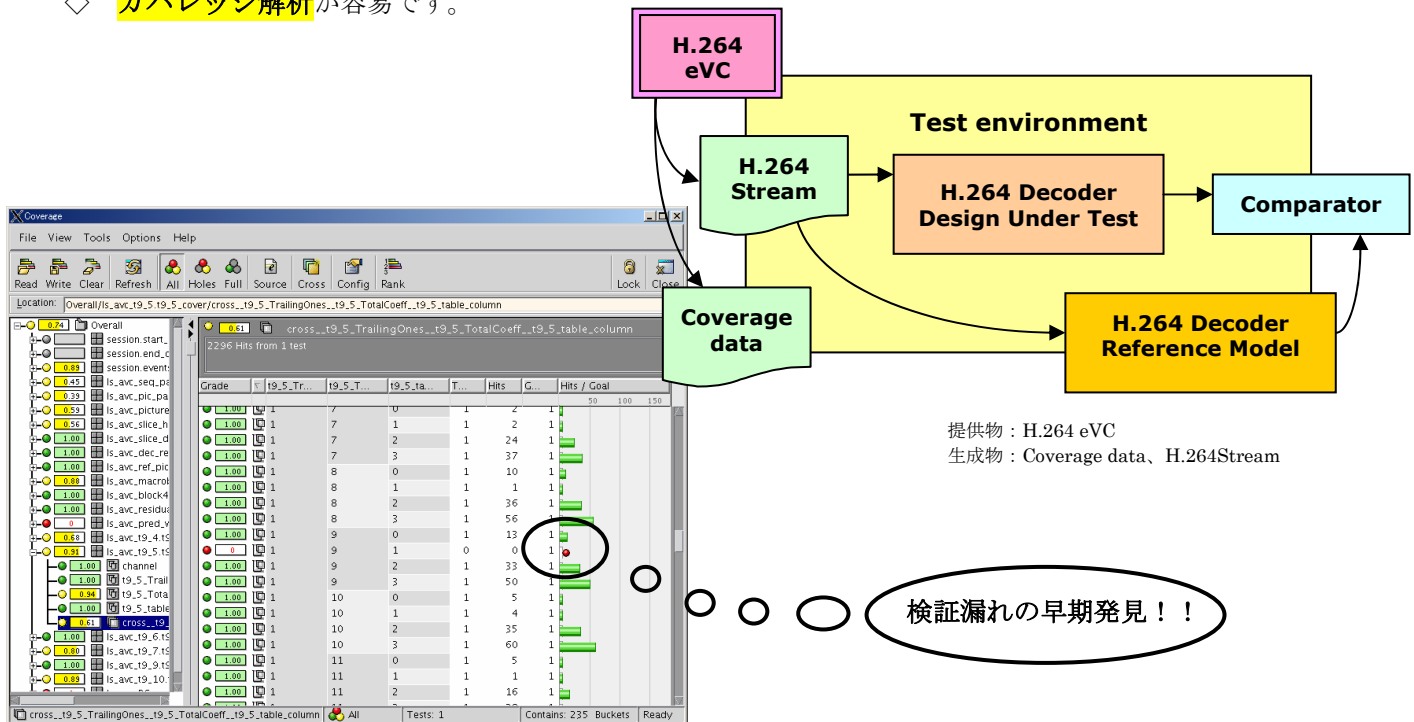 ◇ カバレッジ解析が容易です。
H.264
eVC
Test environment
H.264
Stream
H.264 Decoder
Design Under Test
Comparator
Coverage
data
H.264 Decoder
Reference Model
提供物：H.264 eVC
生成物：Coverage data、H.264Stream
検証漏れの早期発見！！
Coverage
File View Tools Options Help
Read Write Clear Refresh All Holes Full Source Cross Config Rank Lock Close
Location: Overall/ls_avc_t9_5.t9_5_cover/cross__t9_5_TrailingOnes__t9_5_TotalCoeff__t9_5_table_column
0.74 Overall
session.start_
session.end_c
0.89 session.event
0.45 ls_avc_seq_pa
0.39 ls_avc_pic_pa
0.59 ls_avc_picture
0.56 ls_avc_slice_h
1.00 ls_avc_slice_d
1.00 ls_avc_dec_re
1.00 ls_avc_ref_pic
0.88 ls_avc_macrob
1.00 ls_avc_block4
1.00 ls_avc_residua
0 ls_avc_pred_v
0.68 ls_avc_t9_4.t9
0.91 ls_avc_t9_5.t9
1.00 channel
1.00 t9_5_Trail
0.94 t9_5_Tota
1.00 t9_5_table
0.61 cross__t9_
1.00 ls_avc_t9_6.t9
0.80 ls_avc_t9_7.t9
1.00 ls_avc_t9_9.t9
0.89 ls_avc_t9_10.
0.61 cross__t9_5_TrailingOnes__t9_5_TotalCoeff__t9_5_table_column
2296 Hits from 1 test
Grade t9_5_Tr... t9_5_T... t9_5_ta... T... Hits G... Hits / Goal
50 100 150
1.00 1 7 0 1 2 1
1.00 1 7 1 1 2 1
1.00 1 7 2 1 24 1
1.00 1 7 3 1 37 1
1.00 1 8 0 1 10 1
1.00 1 8 1 1 1 1
1.00 1 8 2 1 36 1
1.00 1 8 3 1 56 1
1.00 1 9 0 1 13 1
0 1 9 1 0 0 1
1.00 1 9 2 1 33 1
1.00 1 9 3 1 50 1
1.00 1 10 0 1 5 1
1.00 1 10 1 1 4 1
1.00 1 10 2 1 35 1
1.00 1 10 3 1 60 1
1.00 1 11 0 1 5 1
1.00 1 11 1 1 1 1
1.00 1 11 2 1 16 1
cross__t9_5_TrailingOnes__t9_5_TotalCoeff__t9_5_table_column All Tests: 1 Contains: 235 Buckets Ready